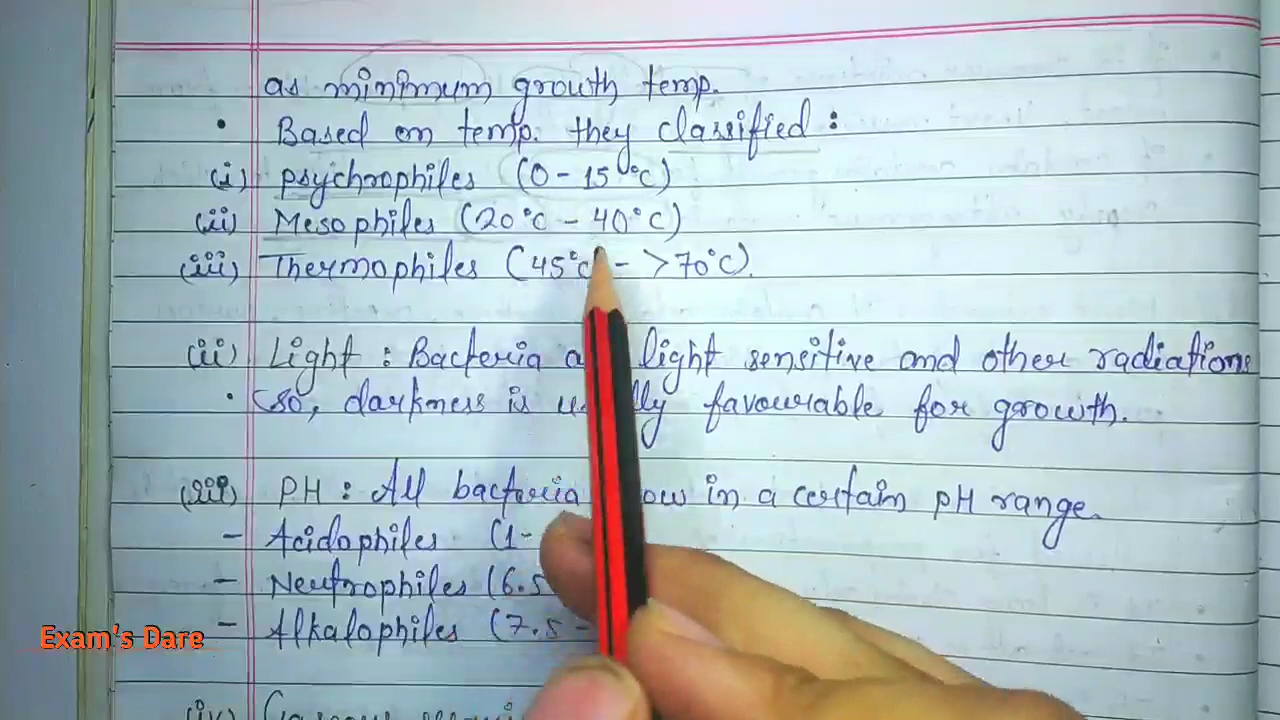 as minimum growth temp.
• Based on temp. they classified :
(i) psychrophiles (0 - 15°c)
(ii) Mesophiles (20°c - 40°c)
(iii) Thermophiles (45°c - >70°c).
(ii) Light : Bacteria a light sensitive and other radiations
• So, darkness is favourable for growth.
(iii) PH : All bacteria in a certain pH range.
- Acidophiles (1-
- Neutrophiles (6.5
- Alkalophiles (7.5 -
Exam's Dare
(iv)